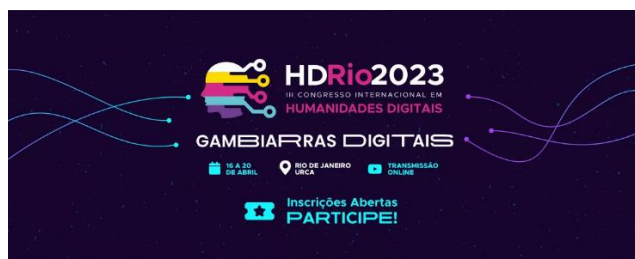 HDRio2023
III CONGRESSO INTERNACIONAL EM
HUMANIDADES DIGITAIS
GAMBIARRAS DIGITAIS
16 A 20
DE ABRIL
RIO DE JANEIRO
URCA
TRANSMISSÃO
ONLINE
Inscrições Abertas
PARTICIPE!